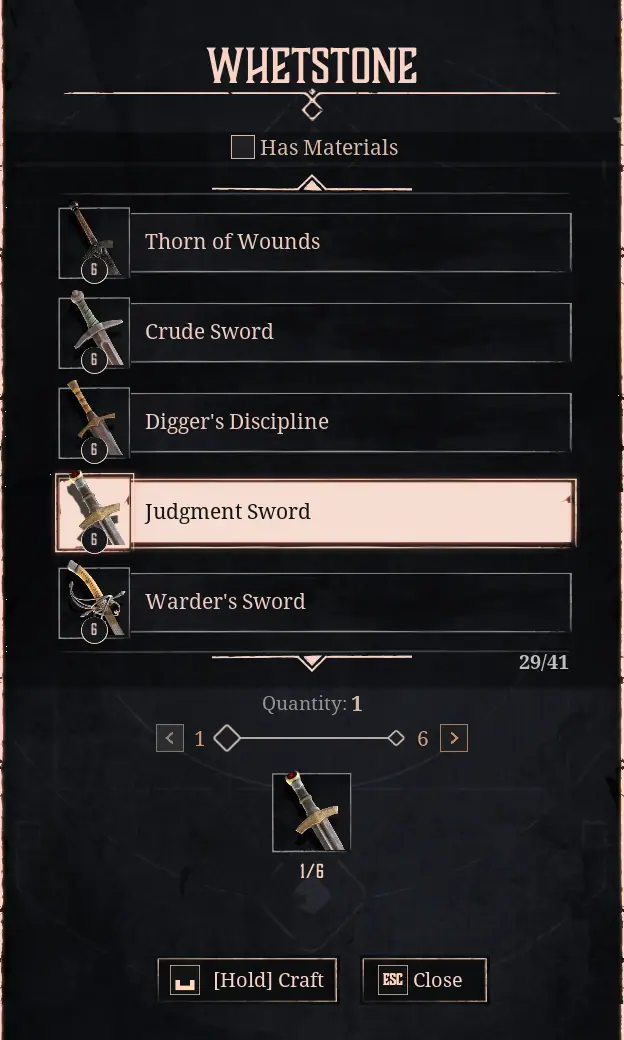 WHETSTONE
Has Materials
6
Thorn of Wounds
6
Crude Sword
6
Digger's Discipline
6
Judgment Sword
6
Warder's Sword
29/41
Quantity: 1
< 1 6 >
1/6
[Hold] Craft
ESC Close